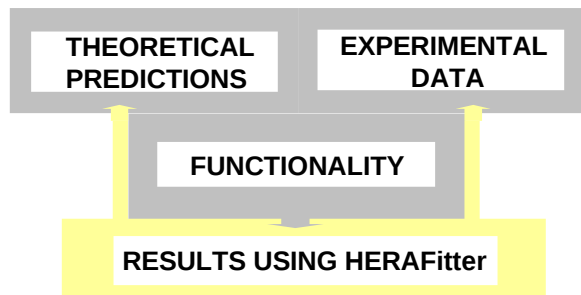 THEORETICAL
PREDICTIONS
EXPERIMENTAL
DATA
FUNCTIONALITY
RESULTS USING HERAFitter